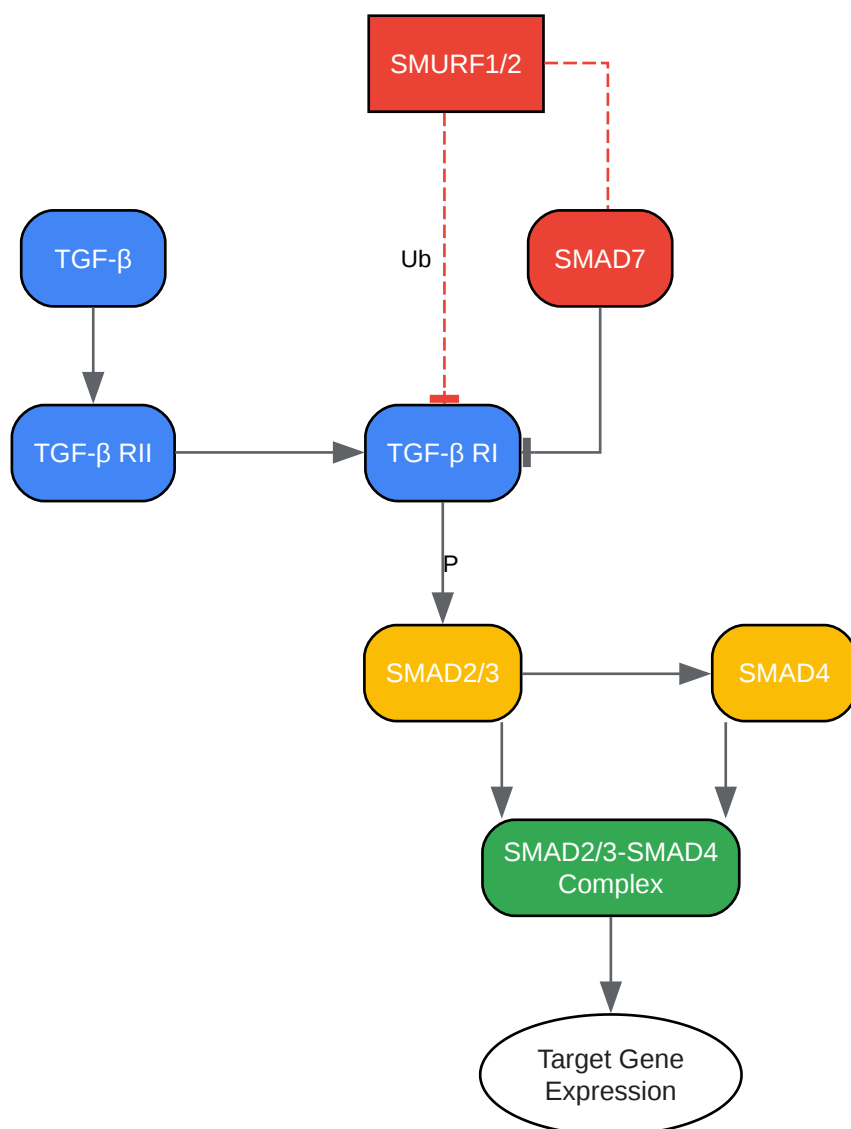 SMURF1/2
TGF-β
Ub
SMAD7
TGF-β RII
TGF-β RI
P
SMAD2/3
SMAD4
SMAD2/3-SMAD4
Complex
Target Gene
Expression